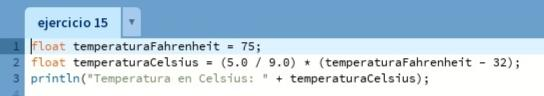 ejercicio 15
1 float temperaturaFahrenheit = 75;
2 float temperaturaCelsius = (5.0 / 9.0) * (temperaturaFahrenheit - 32);
3 println("Temperatura en Celsius: " + temperaturaCelsius);